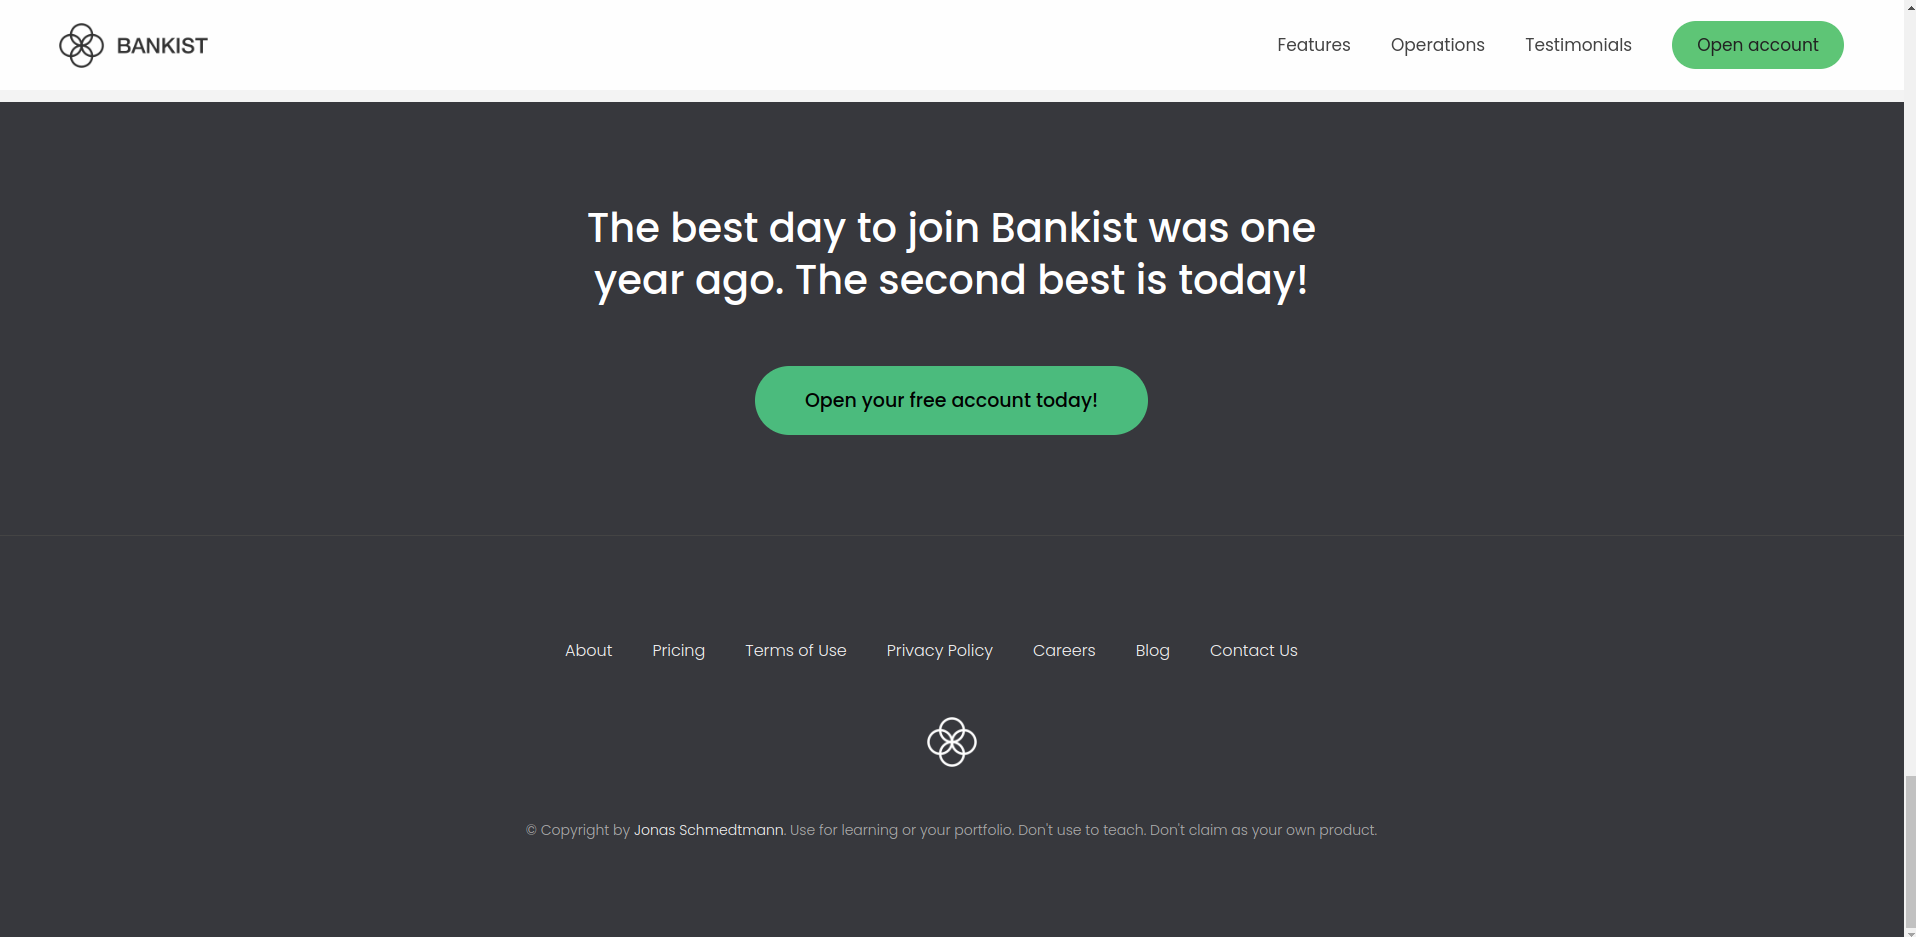 BANKIST
Features Operations Testimonials Open account
The best day to join Bankist was one
year ago. The second best is today!
Open your free account today!
About Pricing Terms of Use Privacy Policy Careers Blog Contact Us
© Copyright by Jonas Schmedtmann. Use for learning or your portfolio. Don't use to teach. Don't claim as your own product.